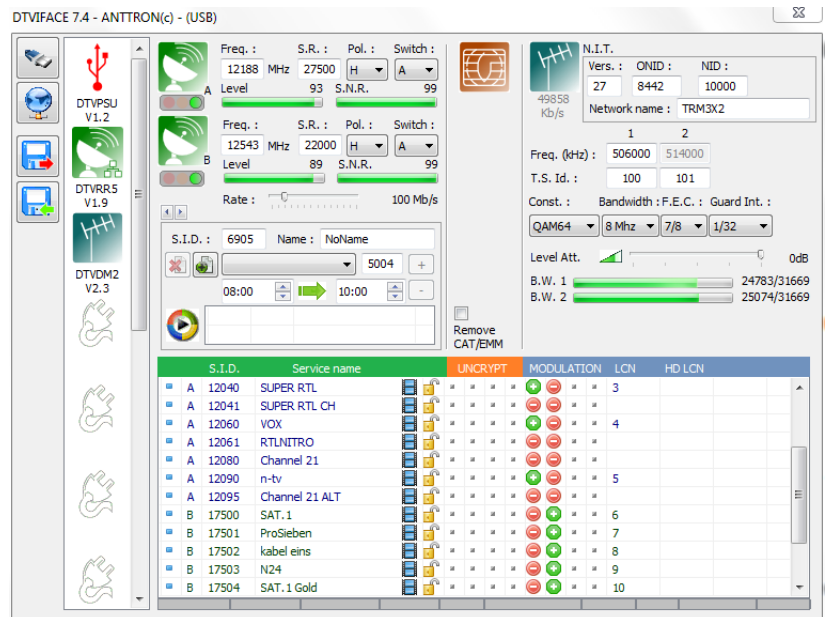 DTVIFACE 7.4 - ANTTRON(c) - (USB)
DTVPSU
V1.2
DTVRR5
V1.9
DTVDM2
V2.3
Freq. : S.R. : Pol. : Switch :
12188 MHz 27500 H A
A Level 93 S.N.R. 99
Freq. : S.R. : Pol. : Switch :
12543 MHz 22000 H A
B Level 89 S.N.R. 99
Rate : 100 Mb/s
S.I.D. : 6905 Name : NoName
5004 +
08:00 10:00 -
Remove
CAT/EMM
N.I.T.
Vers. : ONID : NID :
27 8442 10000
49858
Kb/s
Network name : TRM3X2
1 2
Freq. (kHz) : 506000 514000
T.S. Id. : 100 101
Const. : Bandwidth : F.E.C. : Guard Int. :
QAM64 8 Mhz 7/8 1/32
Level Att. 0dB
B.W. 1 24783/31669
B.W. 2 25074/31669
S.I.D. Service name UNCRYPT MODULATION LCN HD LCN
A 12040 SUPER RTL 3
A 12041 SUPER RTL CH
A 12060 VOX 4
A 12061 RTLNITRO
A 12080 Channel 21
A 12090 n-tv 5
A 12095 Channel 21 ALT
B 17500 SAT.1 6
B 17501 ProSieben 7
B 17502 kabel eins 8
B 17503 N24 9
B 17504 SAT.1 Gold 10